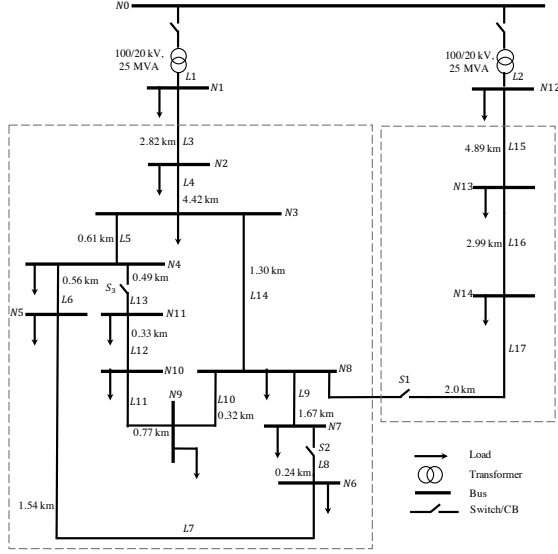 N0
100/20 kV,
25 MVA
L1
N1
100/20 kV,
25 MVA
L2
N12
2.82 km
L3
4.89 km
L15
N2
L4
4.42 km
N13
N3
0.61 km
L5
2.99 km
L16
N4
0.56 km
0.49 km
1.30 km
S3
L6
L13
L14
N14
N5
N11
0.33 km
L12
L17
N10
N9
N8
S1
L11
L10
L9
2.0 km
0.32 km
1.67 km
0.77 km
N7
S2
L8
0.24 km
N6
Load
Transformer
Bus
Switch/CB
1.54 km
L7